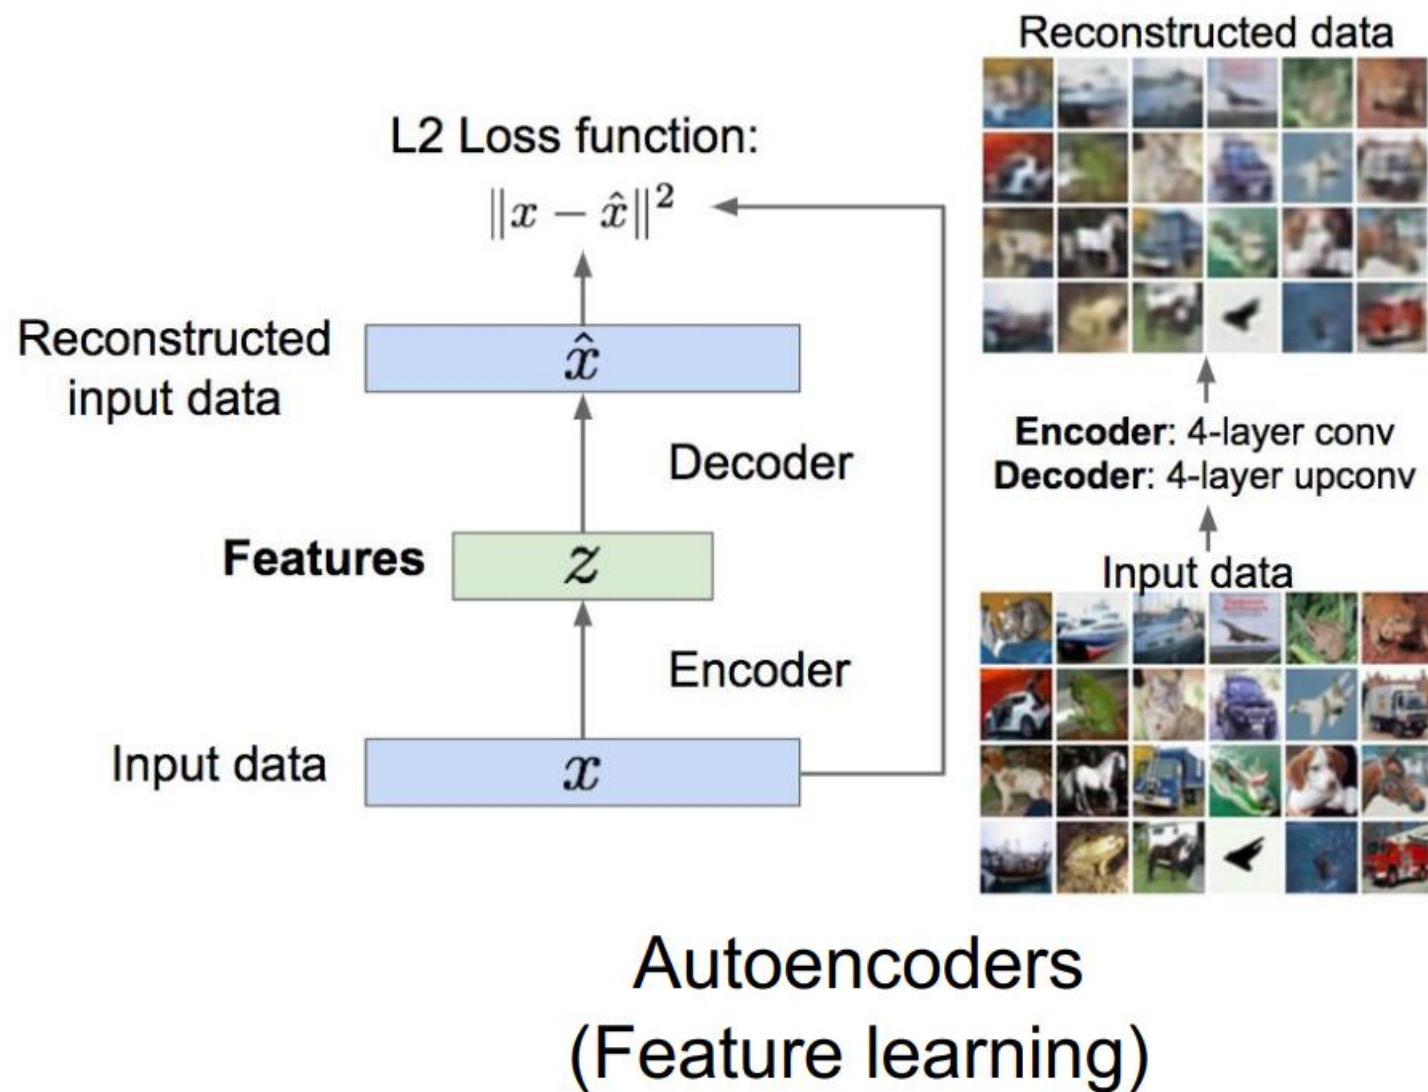 Reconstructed data
L2 Loss function:
‖x − x̂‖²
Reconstructed
input data
x̂
Decoder
Encoder: 4-layer conv
Decoder: 4-layer upconv
Features
z
Input data
Encoder
Input data
x
Autoencoders
(Feature learning)